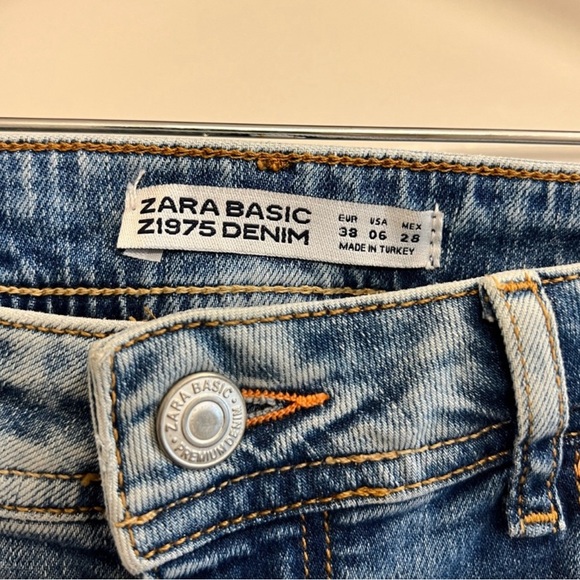 ZARA BASIC
Z1975 DENIM
EUR USA MEX
38 06 28
MADE IN TURKEY
ZARA BASIC
• PREMIUM DENIM •